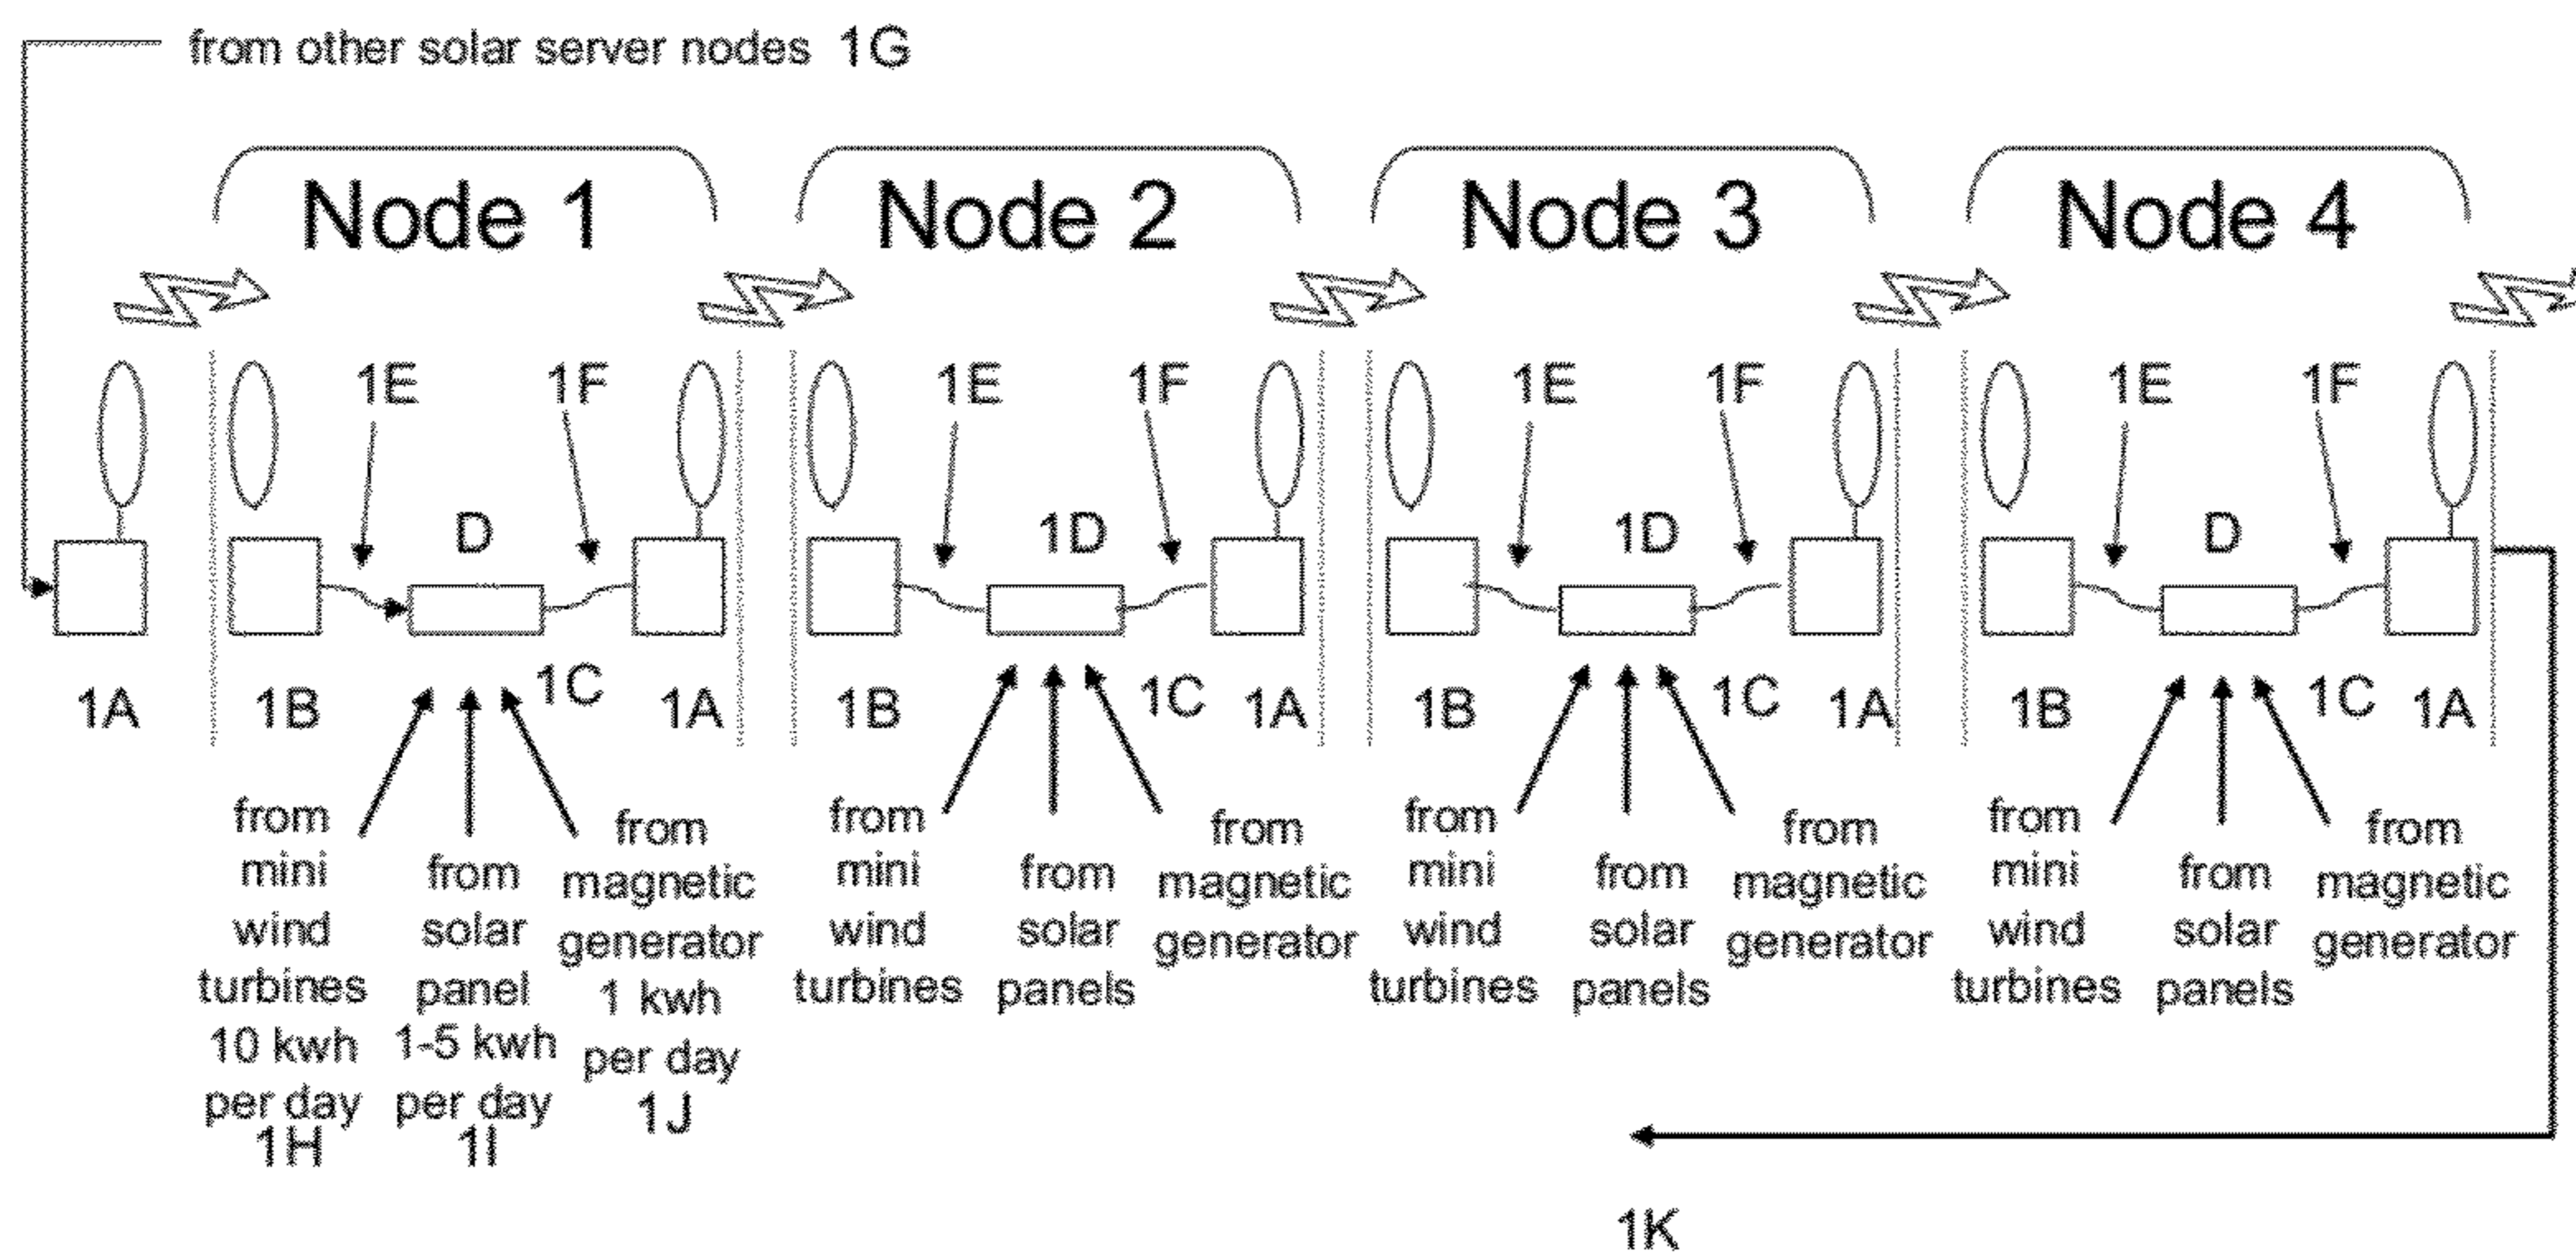 from other solar server nodes 1G
Node 1
Node 2
Node 3
Node 4
1E
1F
1E
1F
1E
1F
1E
1F
D
1D
1D
D
1A
1B
1C
1A
1B
1C
1A
1B
1C
1A
1B
1C
1A
from
mini
wind
turbines
10 kwh
per day
1H
from
solar
panel
1-5 kwh
per day
1I
from
magnetic
generator
1 kwh
per day
1J
from
mini
wind
turbines
from
solar
panels
from
magnetic
generator
from
mini
wind
turbines
from
solar
panels
from
magnetic
generator
from
mini
wind
turbines
from
solar
panels
from
magnetic
generator
1K